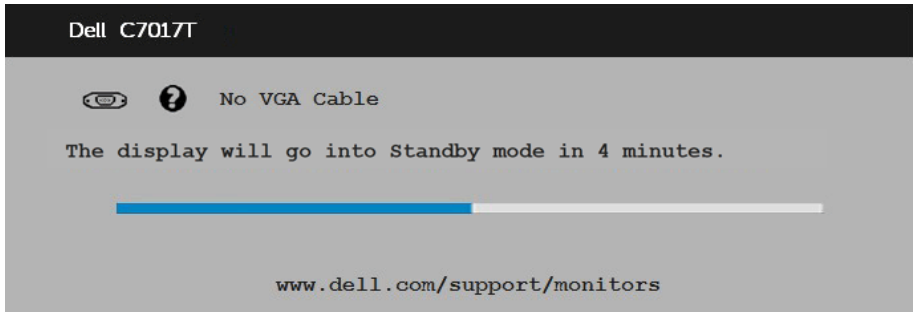 Dell C7017T
No VGA Cable
The display will go into Standby mode in 4 minutes.
www.dell.com/support/monitors